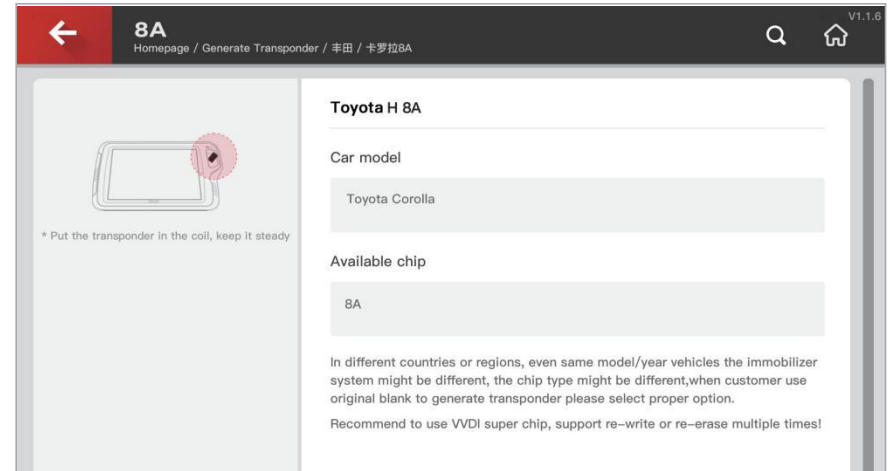 8A
Homepage / Generate Transponder / 丰田 / 卡罗拉8A
V1.1.6
* Put the transponder in the coil, keep it steady
Toyota H 8A
Car model
Toyota Corolla
Available chip
8A
In different countries or regions, even same model/year vehicles the immobilizer
system might be different, the chip type might be different,when customer use
original blank to generate transponder please select proper option.
Recommend to use VVDI super chip, support re-write or re-erase multiple times!